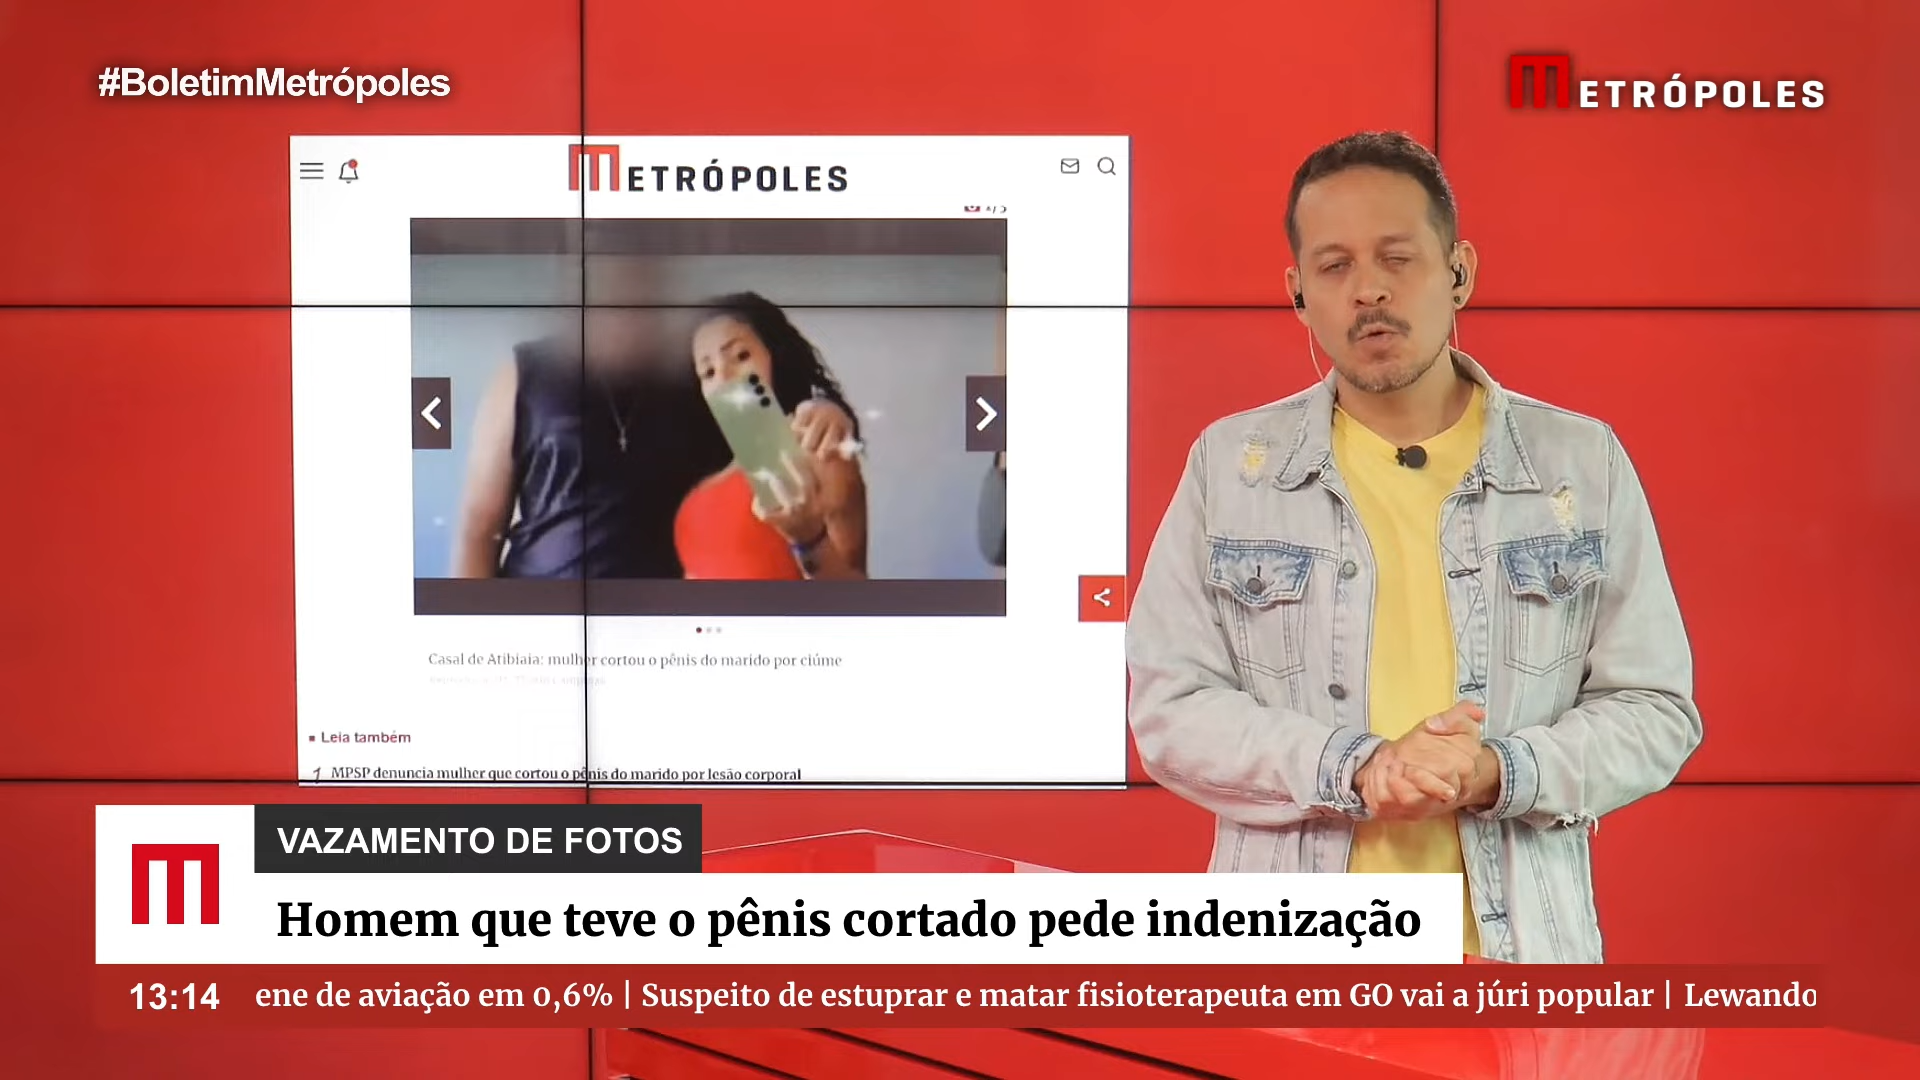 #BoletimMetrópoles
METRÓPOLES
METRÓPOLES
Casal de Atibiaia: mulher cortou o pênis do marido por ciúme
Leia também
1 MPSP denuncia mulher que cortou o pênis do marido por lesão corporal
VAZAMENTO DE FOTOS
Homem que teve o pênis cortado pede indenização
13:14 ene de aviação em 0,6% | Suspeito de estuprar e matar fisioterapeuta em GO vai a júri popular | Lewando